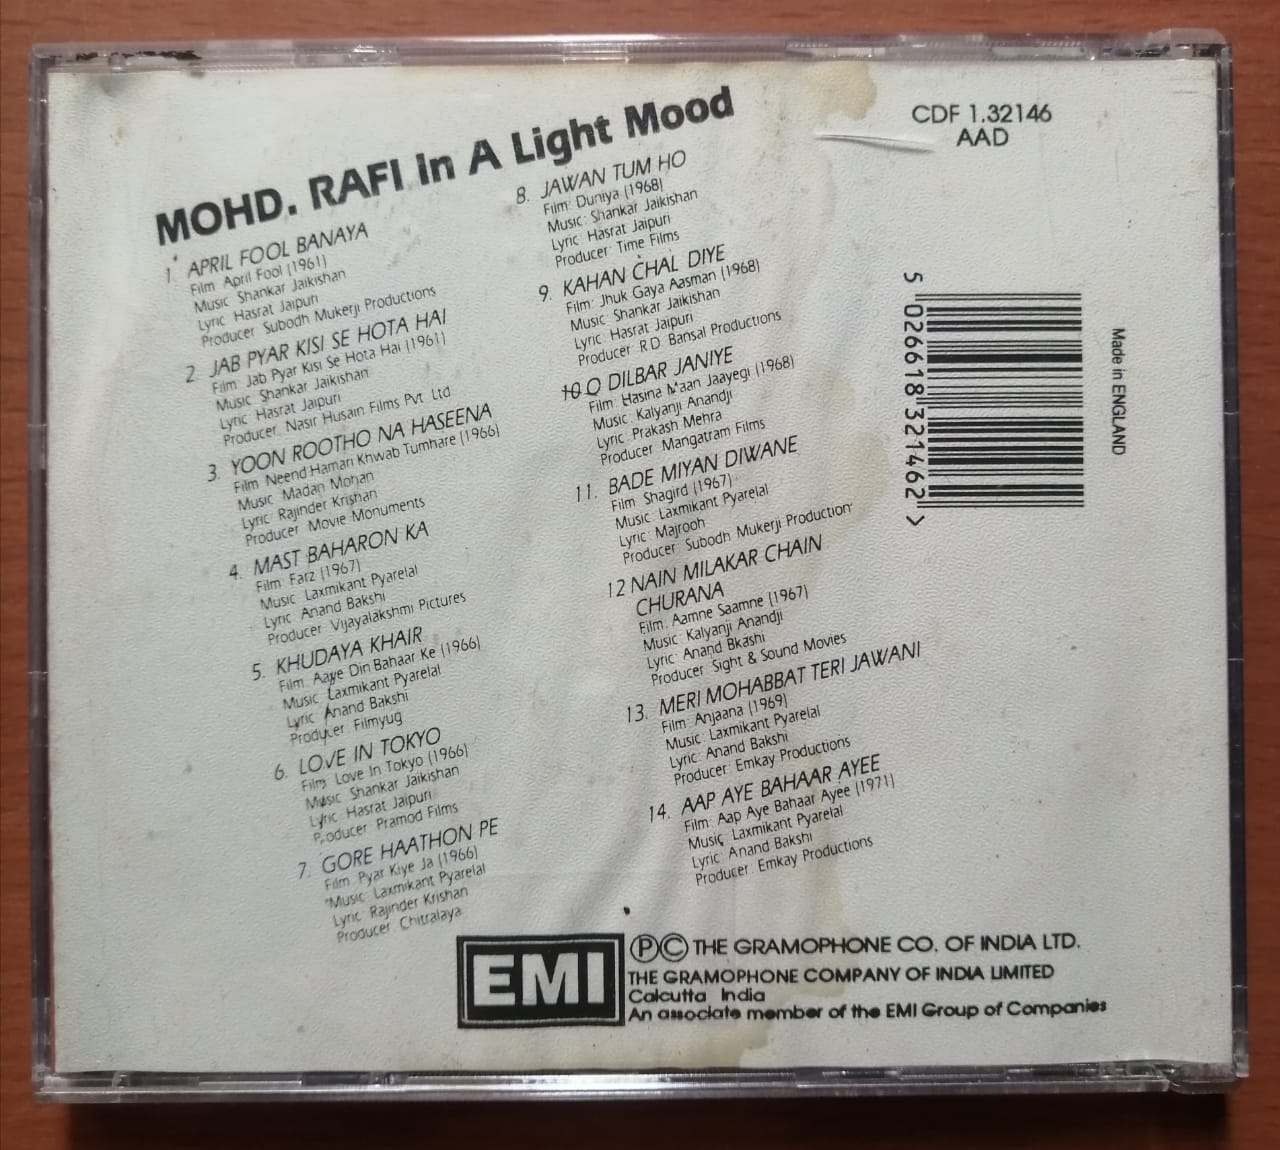 MOHD. RAFI In A Light Mood
1. APRIL FOOL BANAYA
Film April Fool (1961)
Music Shankar Jaikishan
Lyric Hasrat Jaipuri
Producer Subodh Mukerji Productions
2. JAB PYAR KISI SE HOTA HAI
Film: Jab Pyar Kisi Se Hota Hai (1961)
Music: Shankar Jaikishan
Lyric: Hasrat Jaipuri
Producer: Nasir Husain Films Pvt Ltd
3. YOON ROOTHO NA HASEENA
Film Neend Hamari Khwab Tumhare (1966)
Music Madan Mohan
Lyric: Rajinder Krishan
Producer Movie Monuments
4. MAST BAHARON KA
Film Farz (1967)
Music: Laxmikant Pyarelal
Lyric: Anand Bakshi
Producer Vijayalakshmi Pictures
5. KHUDAYA KHAIR
Film: Aaye Din Bahaar Ke (1966)
Music Laxmikant Pyarelal
Lyric Anand Bakshi
Producer Filmyug
6. LOVE IN TOKYO
Film Love In Tokyo (1966)
Music Shankar Jaikishan
Lyric: Hasrat Jaipuri
Producer Pramod Films
7. GORE HAATHON PE
Film Pyar Kiye Ja (1966)
Music: Laxmikant Pyarelal
Lyric Rajinder Krishan
Producer Chitralaya
8. JAWAN TUM HO
Film: Duniya (1968)
Music: Shankar Jaikishan
Lyric: Hasrat Jaipuri
Producer: Time Films
9. KAHAN CHAL DIYE
Film: Jhuk Gaya Aasman (1968)
Music: Shankar Jaikishan
Lyric: Hasrat Jaipuri
Producer R.D. Bansal Productions
10 O DILBAR JANIYE
Film: Hasina Maan Jaayegi (1968)
Music: Kalyanji Anandji
Lyric: Prakash Mehra
Producer Mangatram Films
11. BADE MIYAN DIWANE
Film Shagird (1967)
Music: Laxmikant Pyarelal
Lyric: Majrooh
Producer: Subodh Mukerji Production
12 NAIN MILAKAR CHAIN
CHURANA
Film. Aamne Saamne (1967)
Music: Kalyanji Anandji
Lyric: Anand Bkashi
Producer: Sight & Sound Movies
13. MERI MOHABBAT TERI JAWANI
Film: Anjaana (1969)
Music: Laxmikant Pyarelal
Lyric: Anand Bakshi
Producer: Emkay Productions
14. AAP AYE BAHAAR AYEE
Film: Aap Aye Bahaar Ayee (1971)
Music: Laxmikant Pyarelal
Lyric: Anand Bakshi
Producer: Emkay Productions
CDF 1.32146
AAD
5 026618 321462 >
Made in ENGLAND
EMI
Ⓟ© THE GRAMOPHONE CO. OF INDIA LTD.
THE GRAMOPHONE COMPANY OF INDIA LIMITED
Calcutta India
An associate member of the EMI Group of Companies